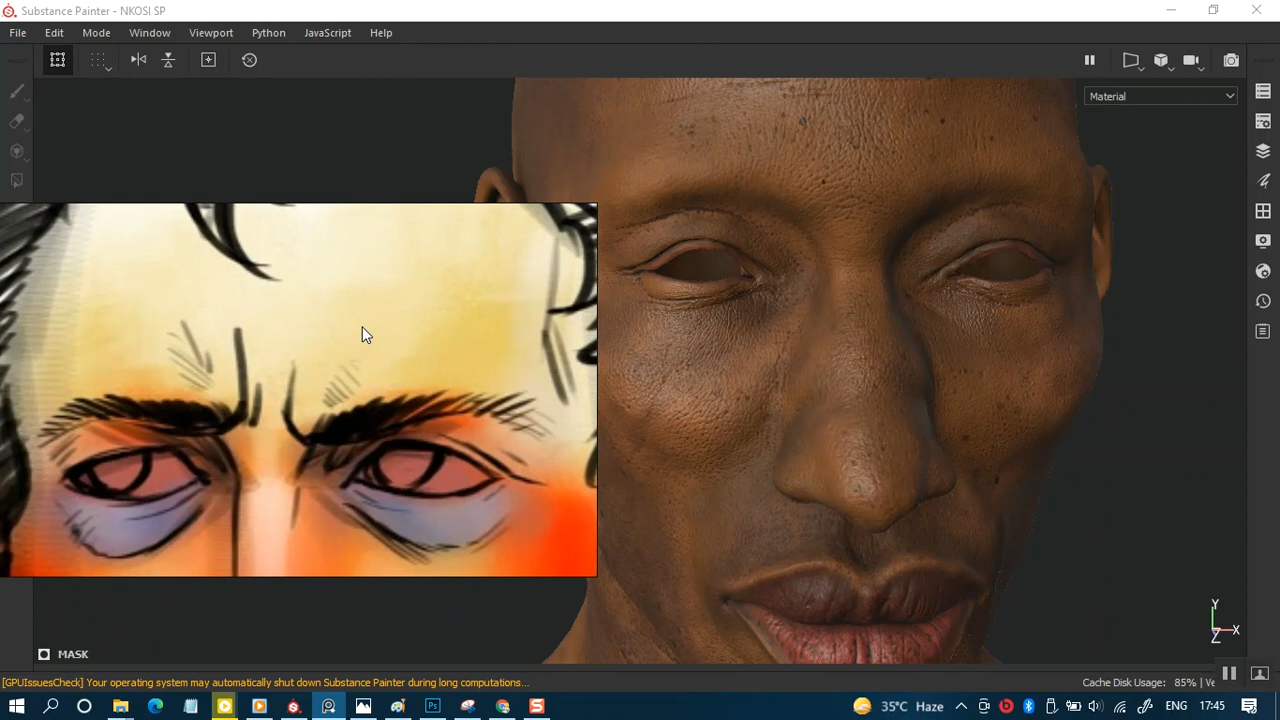 Substance Painter - NKOSI SP
File Edit Mode Window Viewport Python JavaScript Help
Material
MASK
[GPUIssuesCheck] Your operating system may automatically shut down Substance Painter during long computations...
Cache Disk Usage: 85% | Ve
Y
X
Z
Ps
35°C Haze
ENG
17:45